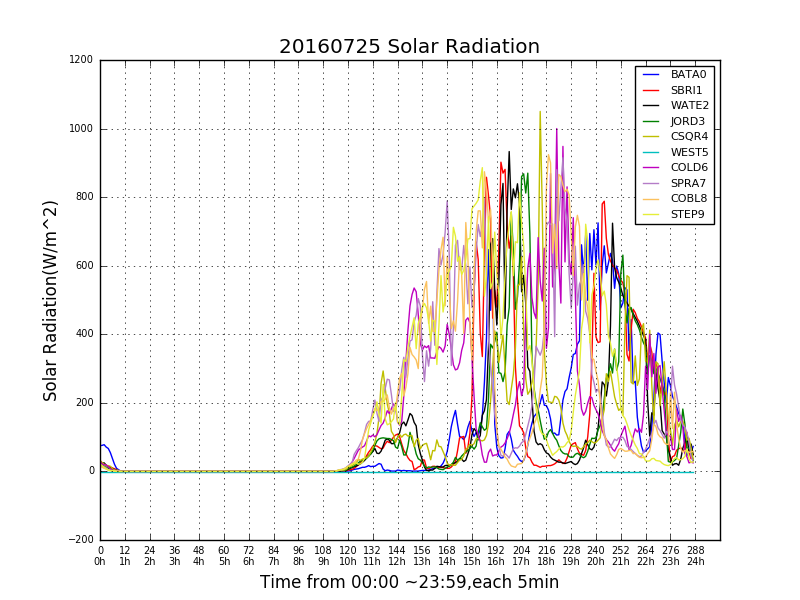 20160725 Solar Radiation
1200
1000
800
600
400
200
0
−200
Solar Radiation(W/m^2)
BATA0
SBRI1
WATE2
JORD3
CSQR4
WEST5
COLD6
SPRA7
COBL8
STEP9
0 12 24 36 48 60 72 84 96 108 120 132 144 156 168 180 192 204 216 228 240 252 264 276 288
0h 1h 2h 3h 4h 5h 6h 7h 8h 9h 10h 11h 12h 13h 14h 15h 16h 17h 18h 19h 20h 21h 22h 23h 24h
Time from 00:00 ~23:59,each 5min